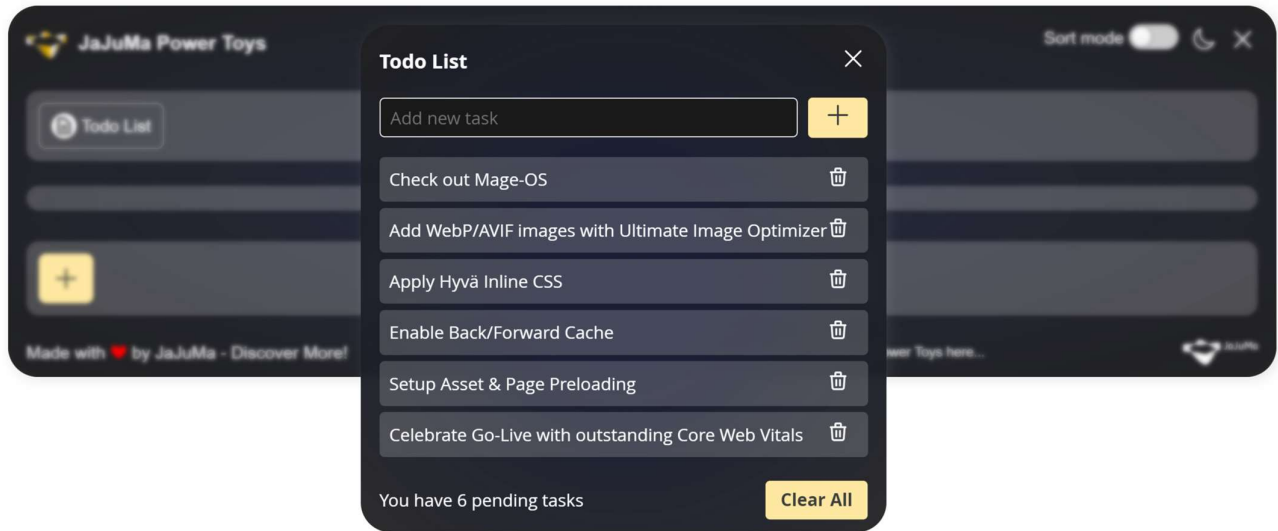 JaJuMa Power Toys
Sort mode
Todo List
Todo List
Add new task
Check out Mage-OS
Add WebP/AVIF images with Ultimate Image Optimizer
Apply Hyvä Inline CSS
Enable Back/Forward Cache
Setup Asset & Page Preloading
Celebrate Go-Live with outstanding Core Web Vitals
You have 6 pending tasks
Clear All
Made with ❤ by JaJuMa - Discover More!
Toys here...
JaJuMa